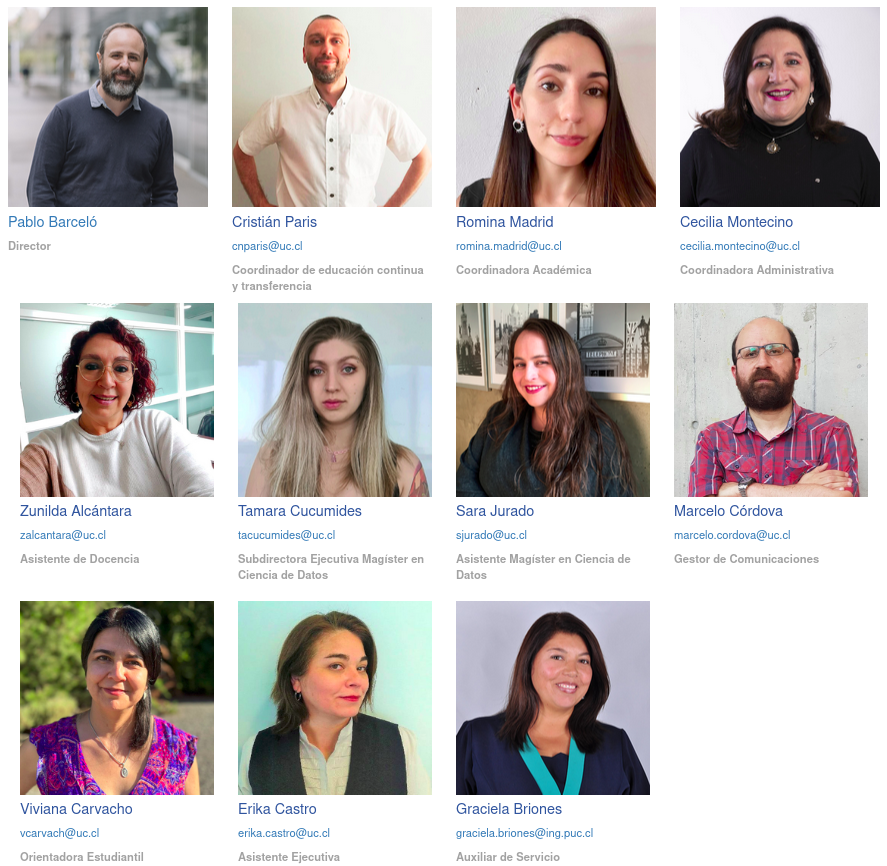 Pablo Barceló
Director
Cristián Paris
cnparis@uc.cl
Coordinador de educación continua
y transferencia
Romina Madrid
romina.madrid@uc.cl
Coordinadora Académica
Cecilia Montecino
cecilia.montecino@uc.cl
Coordinadora Administrativa
TELEPHONE
Zunilda Alcántara
zalcantara@uc.cl
Asistente de Docencia
Tamara Cucumides
tacucumides@uc.cl
Subdirectora Ejecutiva Magíster en
Ciencia de Datos
Sara Jurado
sjurado@uc.cl
Asistente Magíster en Ciencia de
Datos
Marcelo Córdova
marcelo.cordova@uc.cl
Gestor de Comunicaciones
Viviana Carvacho
vcarvach@uc.cl
Orientadora Estudiantil
Erika Castro
erika.castro@uc.cl
Asistente Ejecutiva
Graciela Briones
graciela.briones@ing.puc.cl
Auxiliar de Servicio